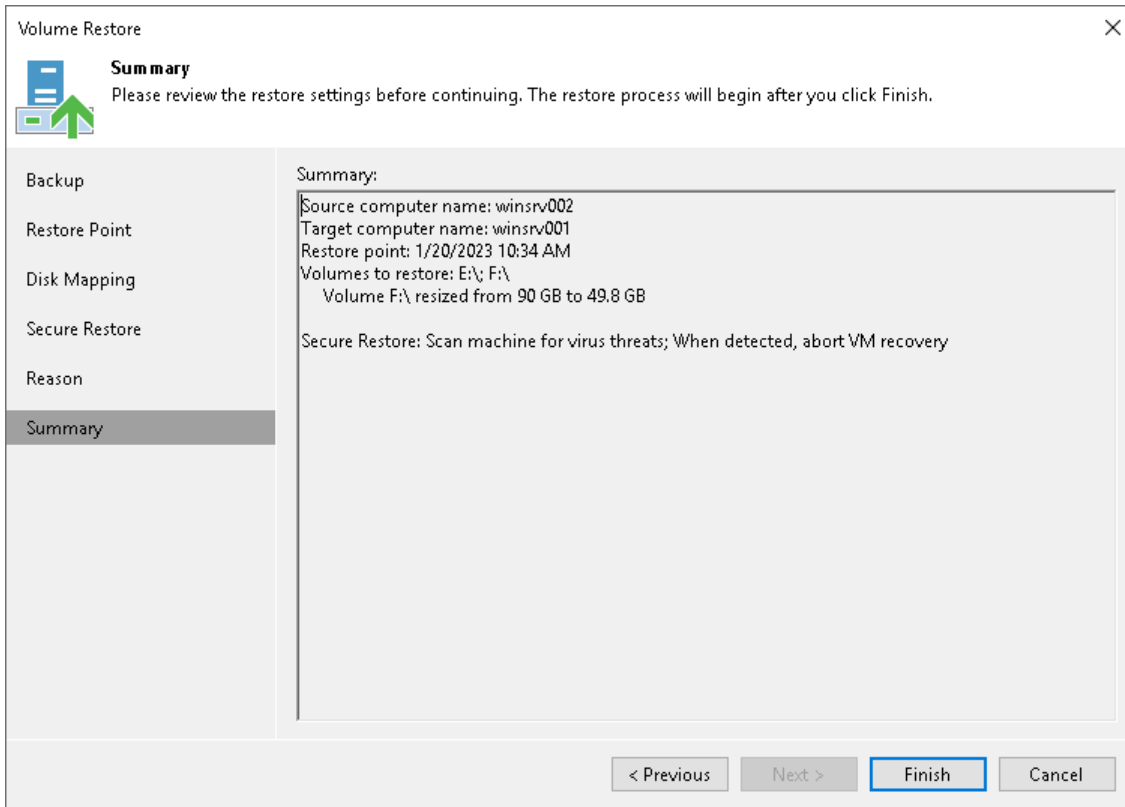 Volume Restore
Summary
Please review the restore settings before continuing. The restore process will begin after you click Finish.
Backup
Restore Point
Disk Mapping
Secure Restore
Reason
Summary
Summary:
Source computer name: winsrv002
Target computer name: winsrv001
Restore point: 1/20/2023 10:34 AM
Volumes to restore: E:\; F:\
Volume F:\ resized from 90 GB to 49.8 GB
Secure Restore: Scan machine for virus threats; When detected, abort VM recovery
< Previous
Next >
Finish
Cancel